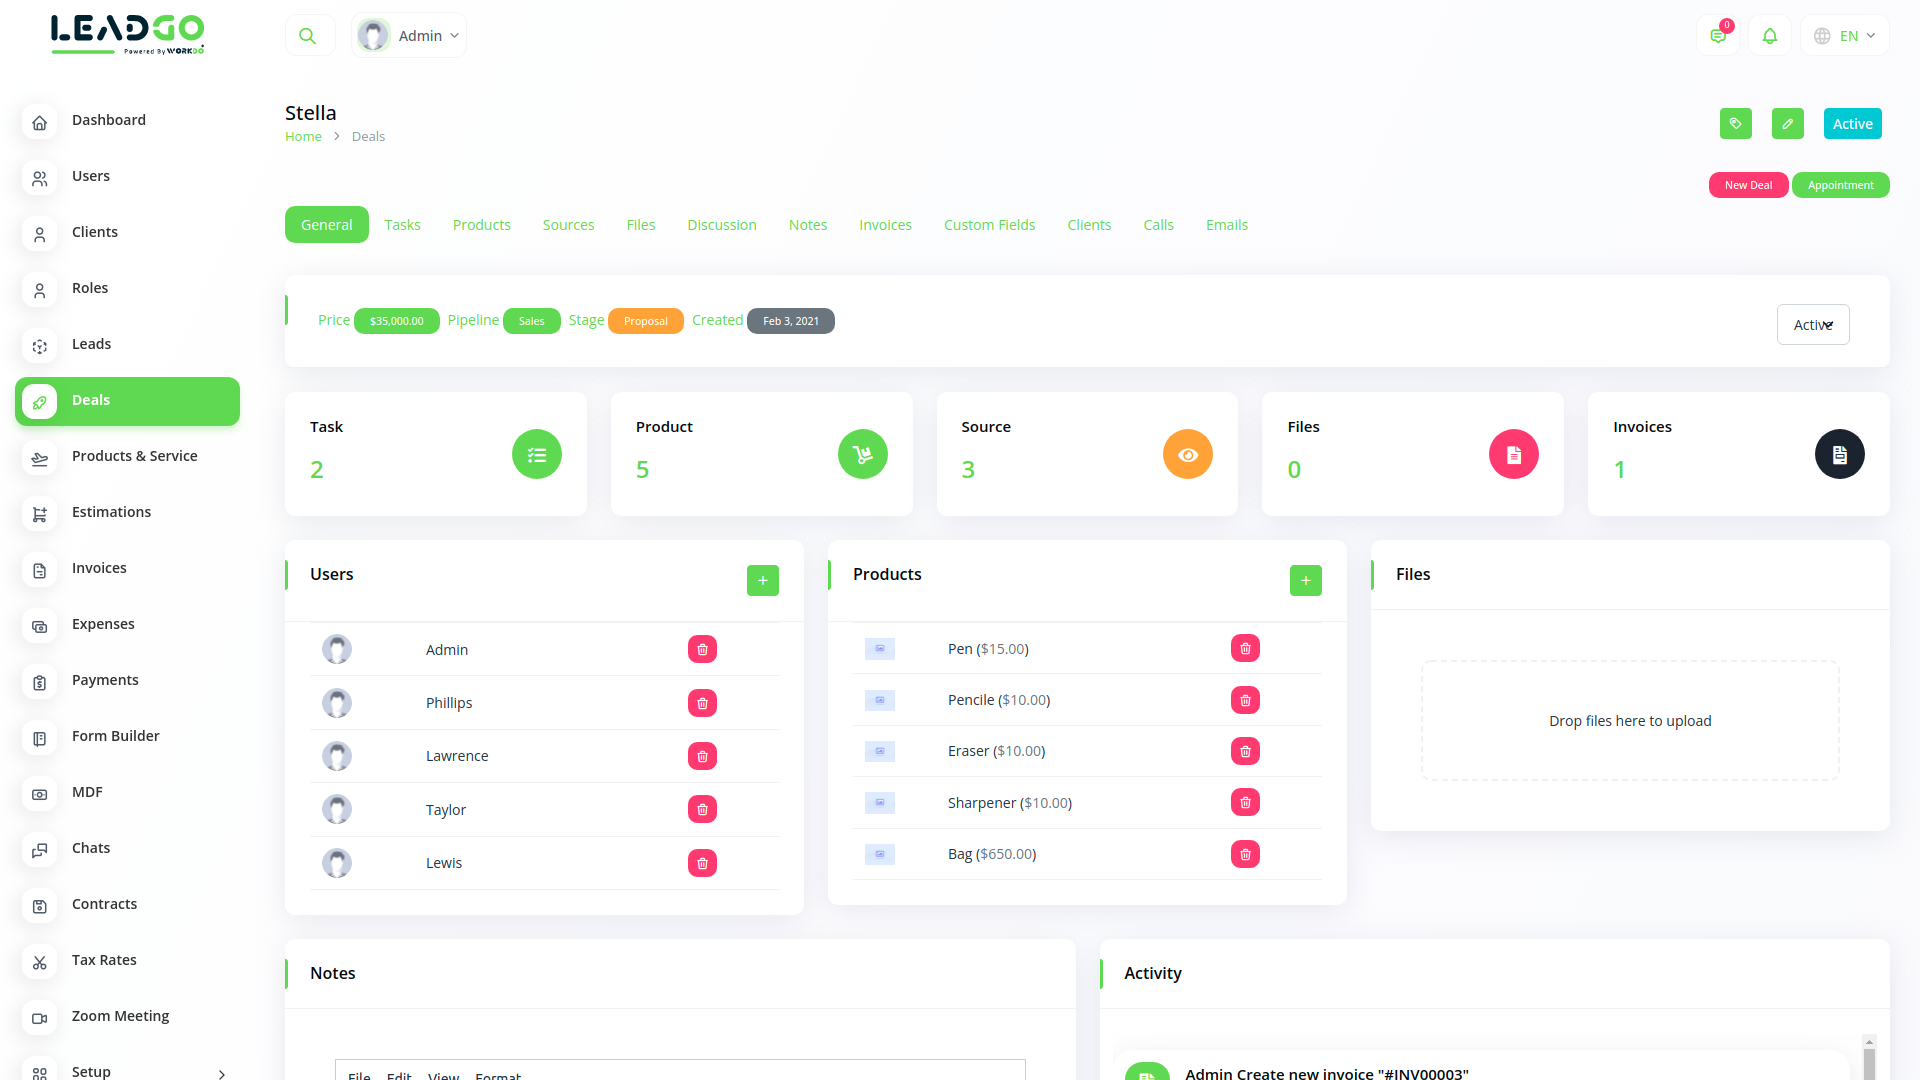 LEADGO
Powered By WORKDO
Admin
0
EN
Dashboard
Users
Clients
Roles
Leads
Deals
Products & Service
Estimations
Invoices
Expenses
Payments
Form Builder
MDF
Chats
Contracts
Tax Rates
Zoom Meeting
Setup
Stella
Home > Deals
Active
New Deal Appointment
General Tasks Products Sources Files Discussion Notes Invoices Custom Fields Clients Calls Emails
Price $35,000.00 Pipeline Sales Stage Proposal Created Feb 3, 2021
Active
Task
2
Product
5
Source
3
Files
0
Invoices
1
Users
+
Admin
Phillips
Lawrence
Taylor
Lewis
Products
+
Pen ($15.00)
Pencile ($10.00)
Eraser ($10.00)
Sharpener ($10.00)
Bag ($650.00)
Files
Drop files here to upload
Notes
File Edit View Format
Activity
Admin Create new invoice "#INV00003"